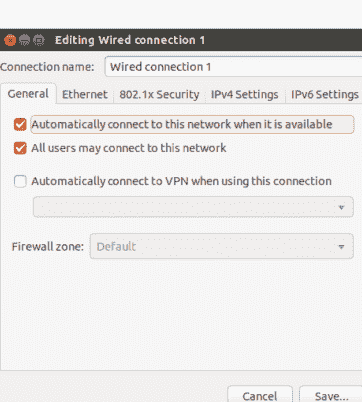 Editing Wired connection 1
Connection name: Wired connection 1
General Ethernet 802.1x Security IPv4 Settings IPv6 Settings
Automatically connect to this network when it is available
All users may connect to this network
Automatically connect to VPN when using this connection
Firewall zone: Default
Cancel Save...